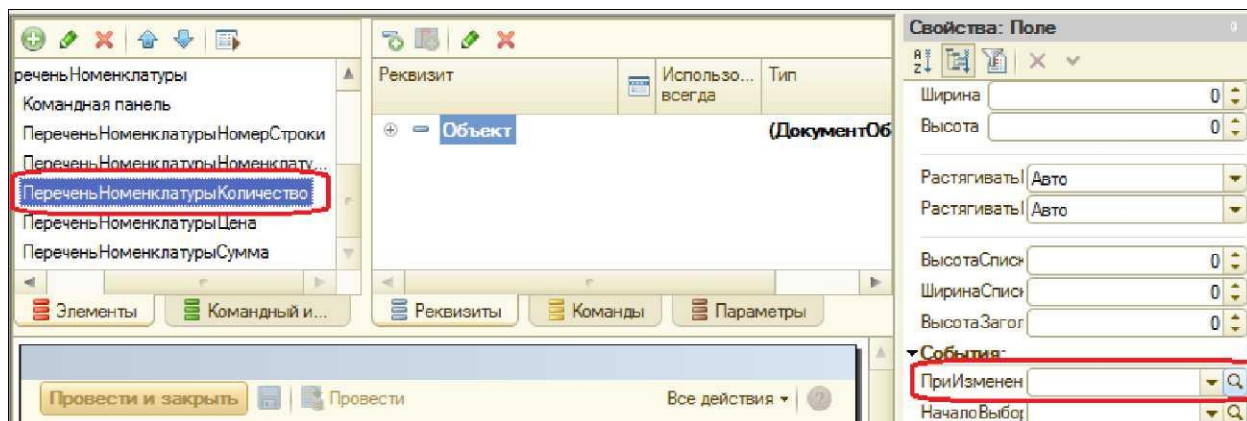 реченьНоменклатуры
Командная панель
ПереченьНоменклатурыНомерСтроки
ПереченьНоменклатурыНоменклату...
ПереченьНоменклатурыКоличество
ПереченьНоменклатурыЦена
ПереченьНоменклатурыСумма
Элементы
Командный и...
Реквизит
Использо...
всегда
Тип
Объект
(ДокументОб
Реквизиты
Команды
Параметры
Провести и закрыть
Провести
Все действия
Свойства: Поле
Ширина 0
Высота 0
Растягивать Авто
Растягивать Авто
ВысотаСписк 0
ШиринаСписк 0
ВысотаЗагол 0
События:
ПриИзменен
НачалоВыбор